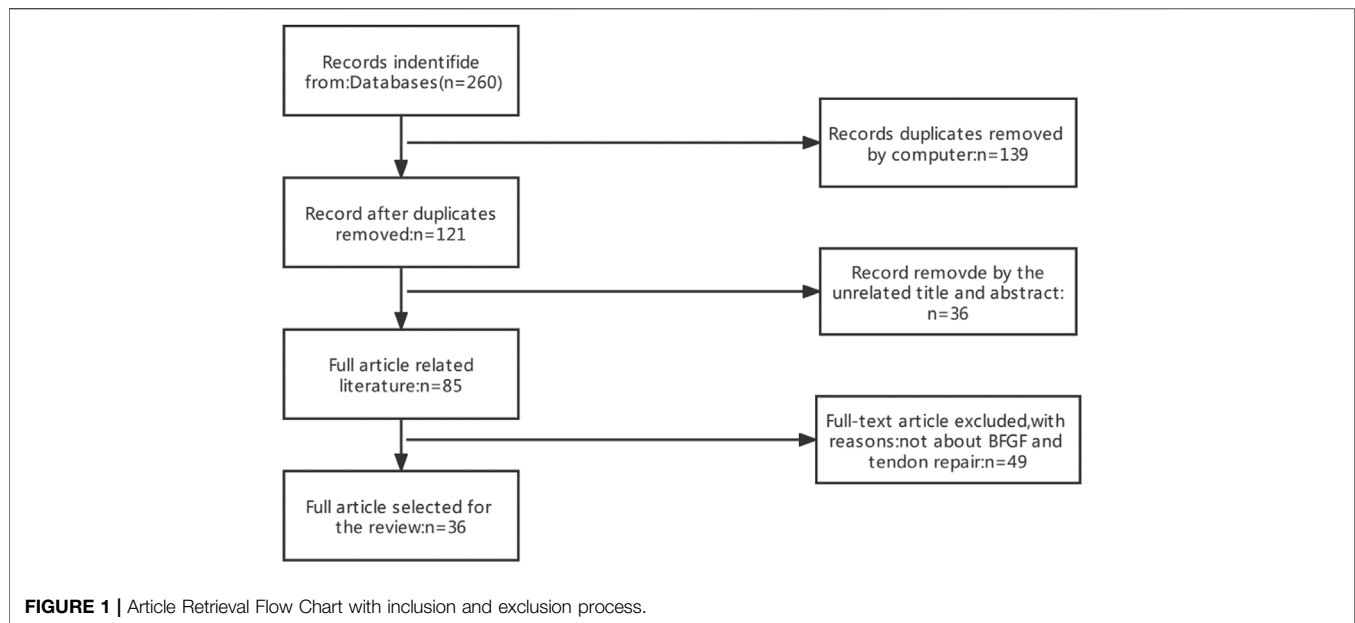 Records indentifide
from:Databases(n=260)
Records duplicates removed
by computer:n=139
Record after duplicates
removed:n=121
Record removde by the
unrelated title and abstract:
n=36
Full article related
literature:n=85
Full-text article excluded,with
reasons:not about BFGF and
tendon repair:n=49
Full article selected for
the review:n=36
FIGURE 1 | Article Retrieval Flow Chart with inclusion and exclusion process.